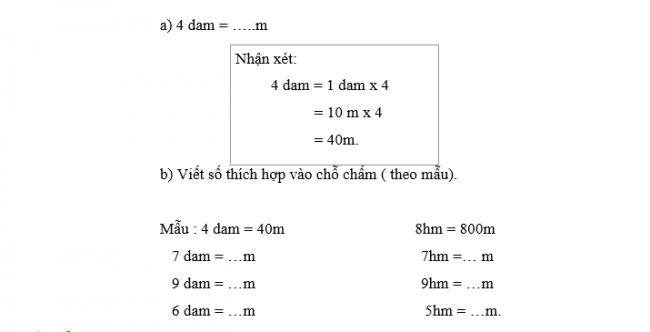 a) 4 dam = …..m
Nhận xét:
4 dam = 1 dam x 4
= 10 m x 4
= 40m.
b) Viết số thích hợp vào chỗ chấm ( theo mẫu).
Mẫu : 4 dam = 40m 8hm = 800m
7 dam = …m 7hm =… m
9 dam = …m 9hm = …m
6 dam = …m 5hm = …m.